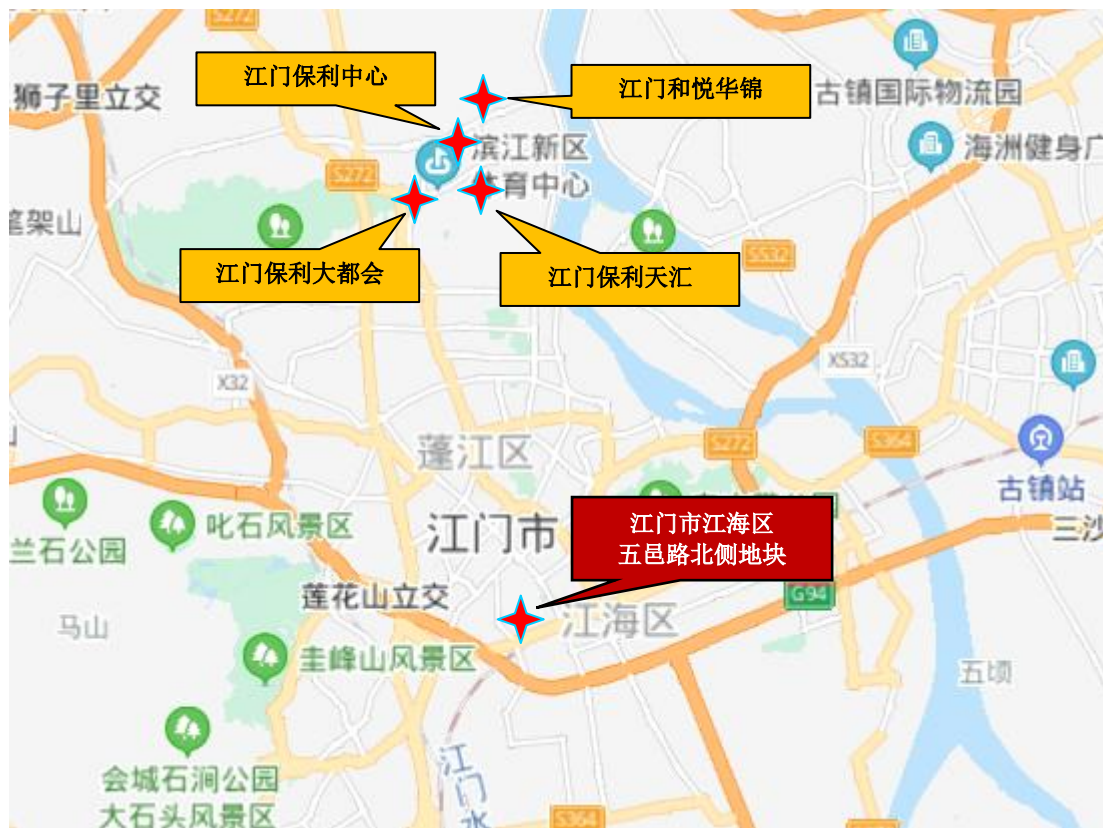 S272
江门保利中心
江门和悦华锦
狮子里立交
古镇国际物流园
滨江新区
育中心
海洲健身广
S272
笔架山
江门保利大都会
江门保利天汇
S532
X32
X532
蓬江区
S272
S364
古镇站
江门市
江门市江海区
五邑路北侧地块
叱石风景区
兰石公园
三沙
莲花山立交
G94
马山
江海区
圭峰山风景区
五顷
会城石涧公园
大石头风景区
江
门
水
S364